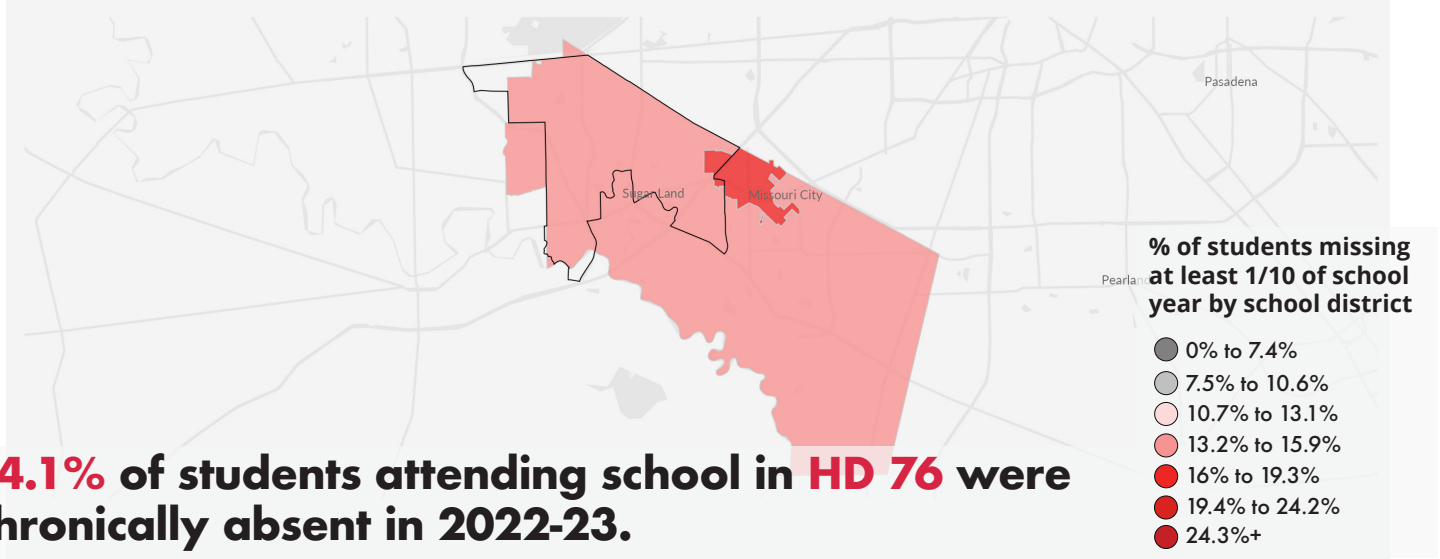 Pasadena
Sugar Land
Missouri City
Pearland
% of students missing
at least 1/10 of school
year by school district
0% to 7.4%
7.5% to 10.6%
10.7% to 13.1%
13.2% to 15.9%
16% to 19.3%
19.4% to 24.2%
24.3%+
4.1% of students attending school in HD 76 were
hronically absent in 2022-23.